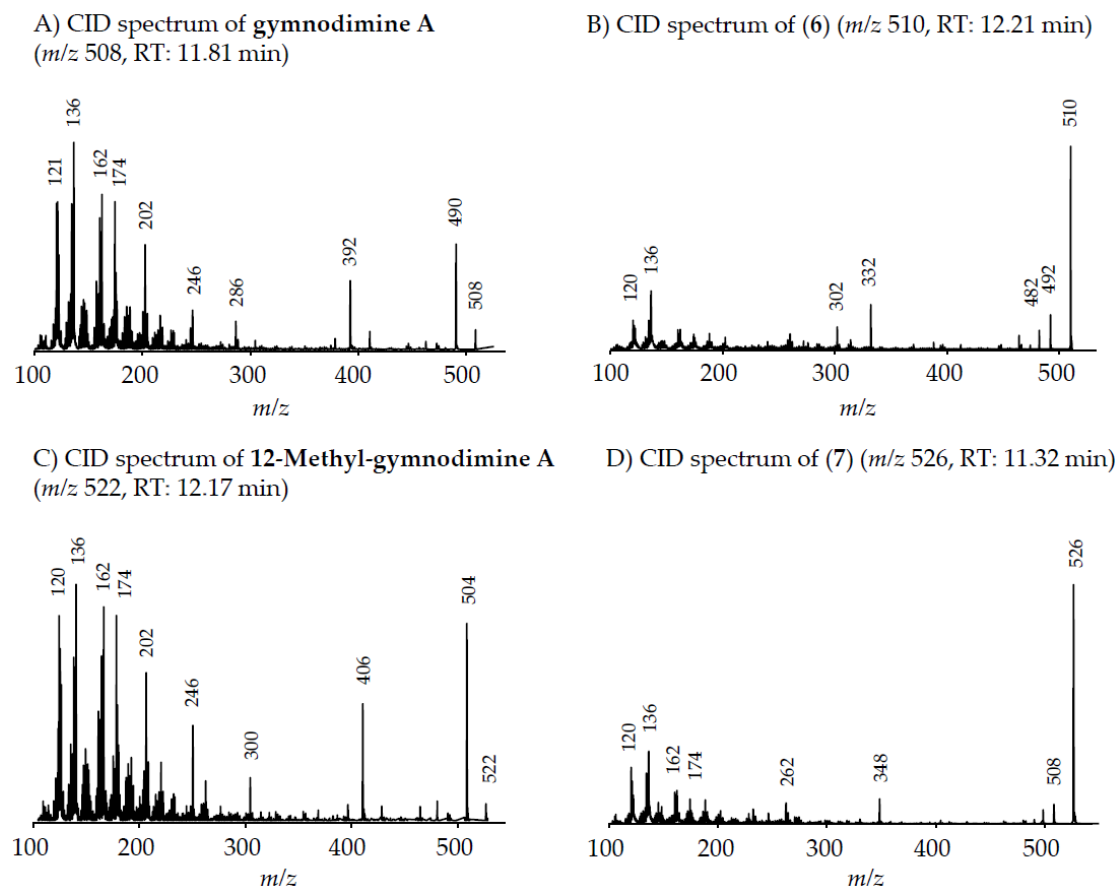 A) CID spectrum of gymnodimine A
(m/z 508, RT: 11.81 min)
136
121
162
174
202
246
286
392
490
508
100 200 300 400 500
m/z
B) CID spectrum of (6) (m/z 510, RT: 12.21 min)
510
120
136
302
332
482
492
100 200 300 400 500
m/z
C) CID spectrum of 12-Methyl-gymnodimine A
(m/z 522, RT: 12.17 min)
120
136
162
174
202
246
300
406
504
522
100 200 300 400 500
m/z
D) CID spectrum of (7) (m/z 526, RT: 11.32 min)
526
120
136
162
174
262
348
508
100 200 300 400 500
m/z